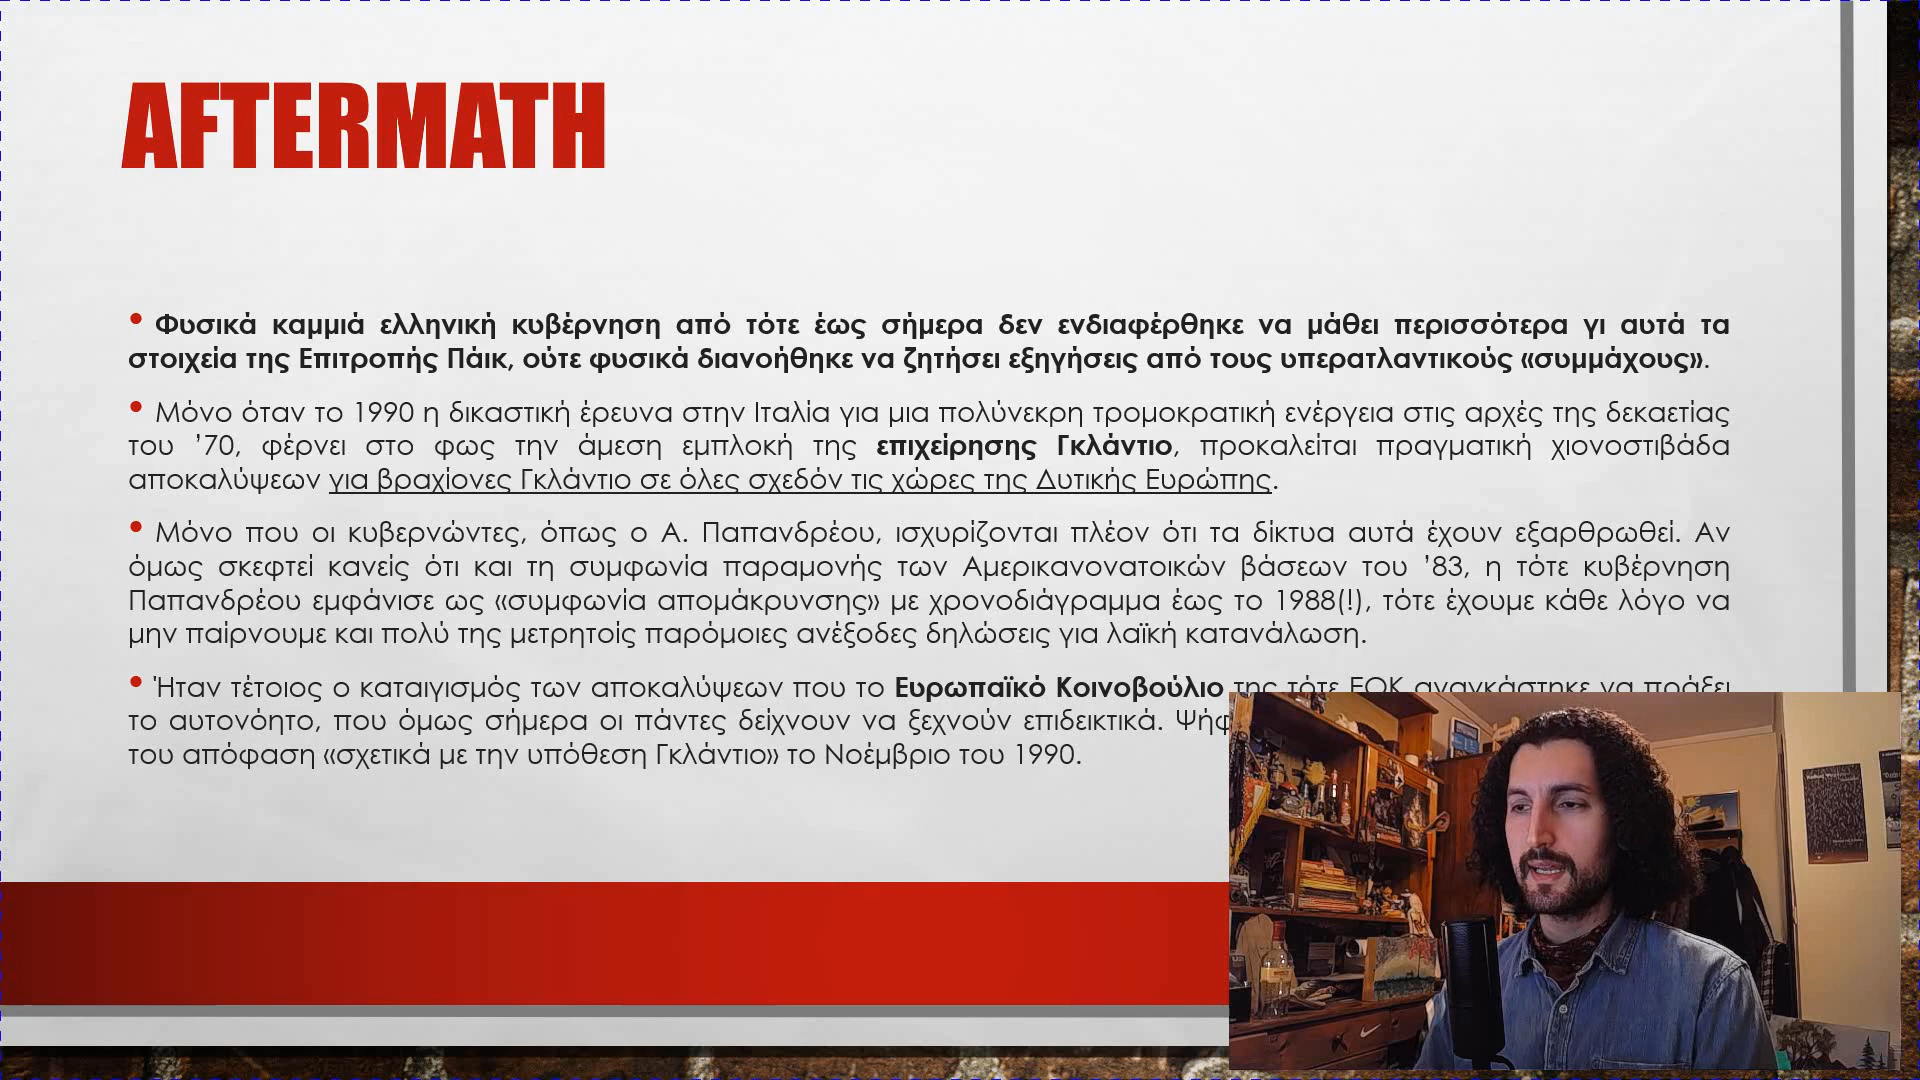 AFTERMATH
• Φυσικά καμμιά ελληνική κυβέρνηση από τότε έως σήμερα δεν ενδιαφέρθηκε να μάθει περισσότερα γι αυτά τα
στοιχεία της Επιτροπής Πάικ, ούτε φυσικά διανοήθηκε να ζητήσει εξηγήσεις από τους υπερατλαντικούς «συμμάχους».
• Μόνο όταν το 1990 η δικαστική έρευνα στην Ιταλία για μια πολύνεκρη τρομοκρατική ενέργεια στις αρχές της δεκαετίας
του ’70, φέρνει στο φως την άμεση εμπλοκή της επιχείρησης Γκλάντιο, προκαλείται πραγματική χιονοστιβάδα
αποκαλύψεων για βραχίονες Γκλάντιο σε όλες σχεδόν τις χώρες της Δυτικής Ευρώπης.
• Μόνο που οι κυβερνώντες, όπως ο Α. Παπανδρέου, ισχυρίζονται πλέον ότι τα δίκτυα αυτά έχουν εξαρθρωθεί. Αν
όμως σκεφτεί κανείς ότι και τη συμφωνία παραμονής των Αμερικανονατοικών βάσεων του ’83, η τότε κυβέρνηση
Παπανδρέου εμφάνισε ως «συμφωνία απομάκρυνσης» με χρονοδιάγραμμα έως το 1988(!), τότε έχουμε κάθε λόγο να
μην παίρνουμε και πολύ της μετρητοίς παρόμοιες ανέξοδες δηλώσεις για λαϊκή κατανάλωση.
• Ήταν τέτοιος ο καταιγισμός των αποκαλύψεων που το Ευρωπαϊκό Κοινοβούλιο της τότε ΕΟΚ αναγκάστηκε να πράξει
το αυτονόητο, που όμως σήμερα οι πάντες δείχνουν να ξεχνούν επιδεικτικά.
του απόφαση «σχετικά με την υπόθεση Γκλάντιο» το Νοέμβριο του 1990.